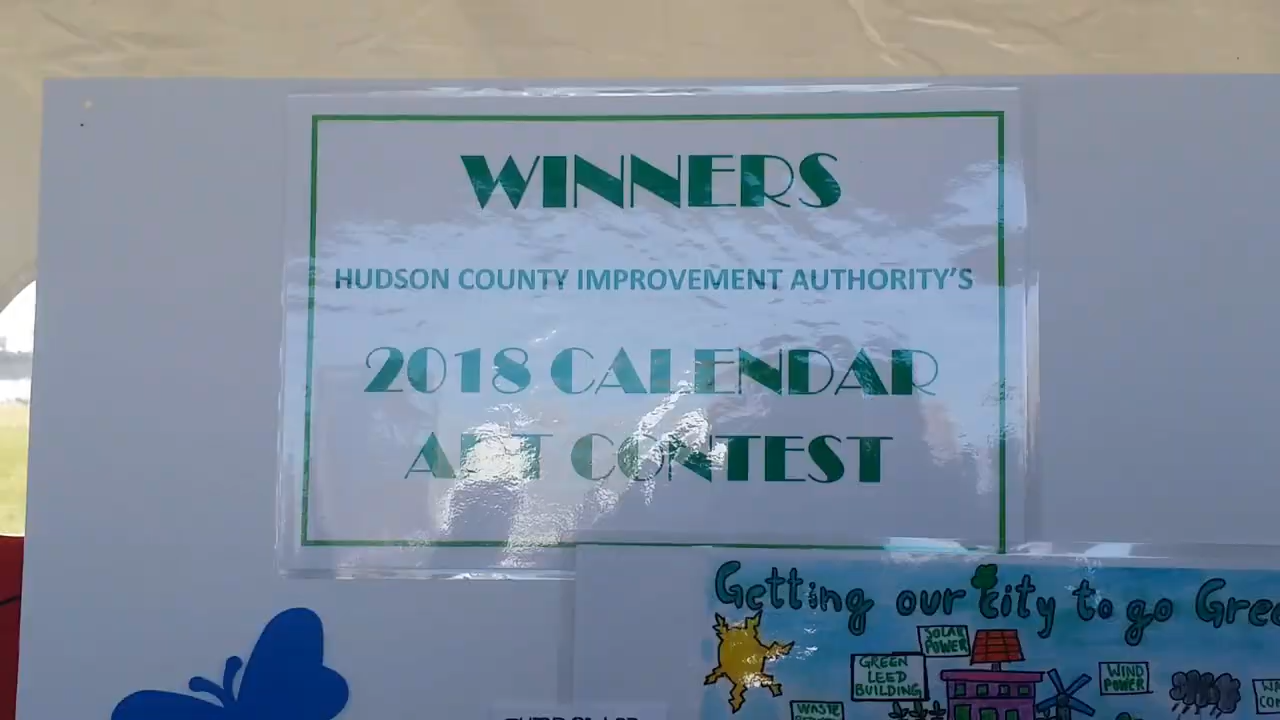 WINNERS
HUDSON COUNTY IMPROVEMENT AUTHORITY'S
2018 CALENDAR
ART CONTEST
Getting our city to go
SOLAR
POWER
GREEN
LEED
BUILDING
WIND
POWER
WASTE